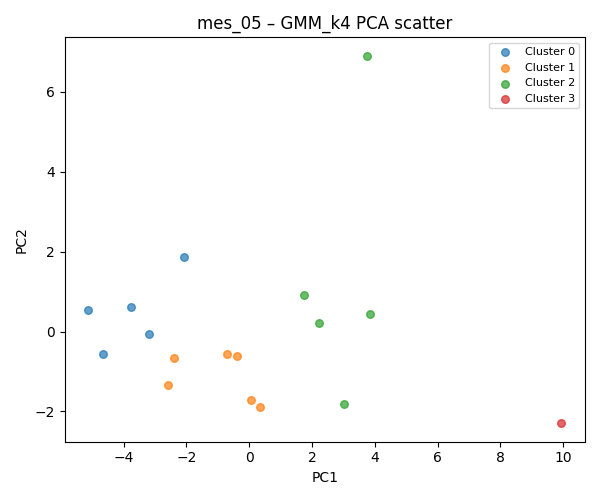 mes_05 – GMM_k4 PCA scatter
Cluster 0
Cluster 1
Cluster 2
Cluster 3
PC2
6
4
2
0
−2
−4
−2
0
2
4
6
8
10
PC1